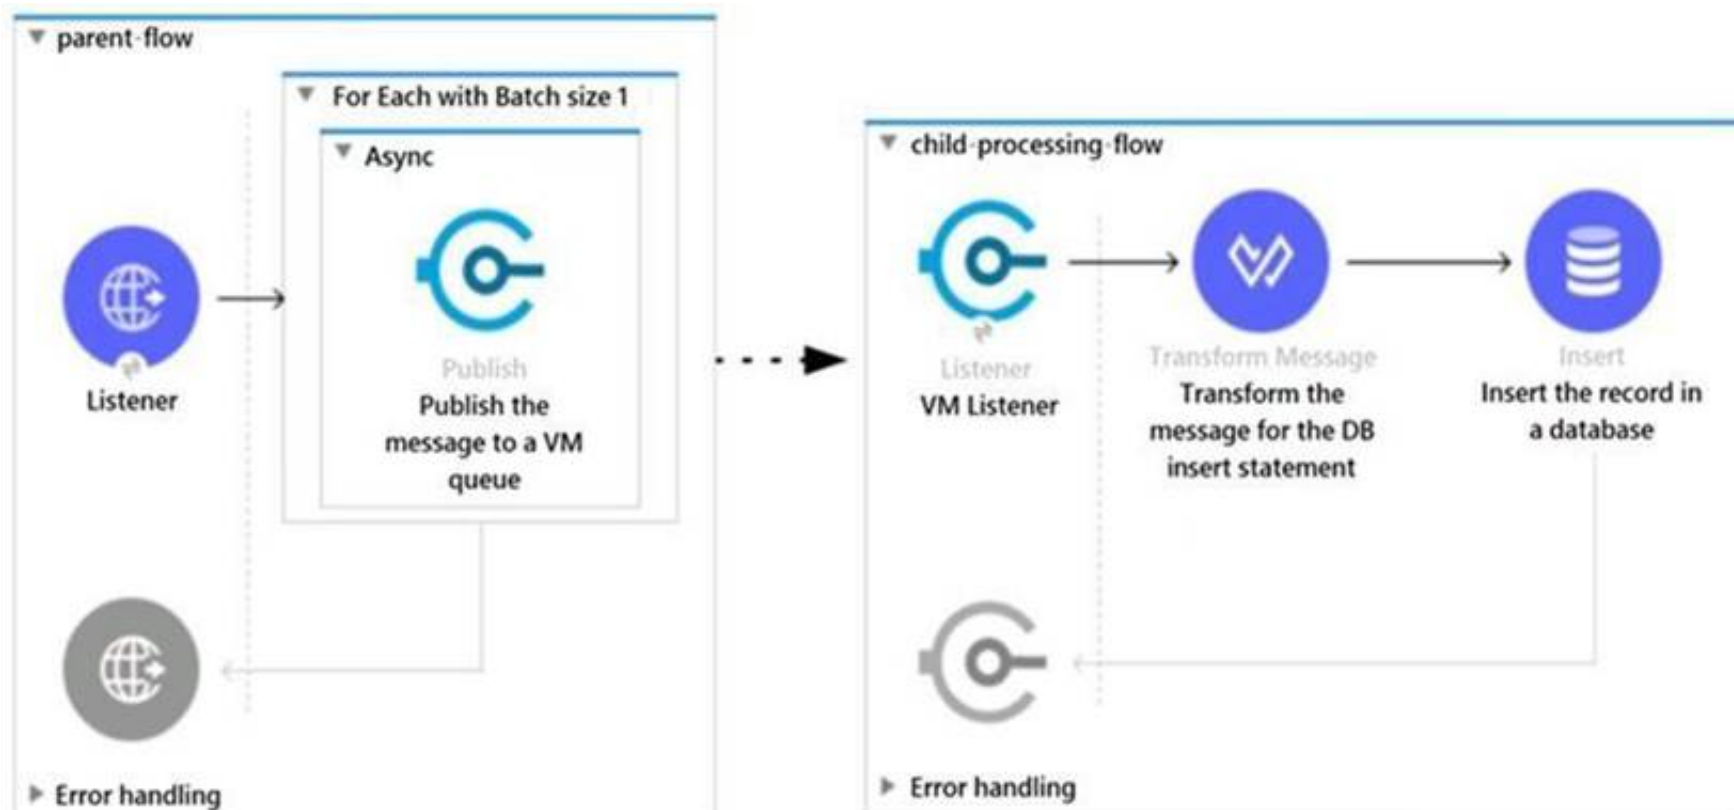 parent-flow
For Each with Batch size 1
Async
Publish
Publish the
message to a VM
queue
Listener
Error handling
child-processing-flow
Listener
VM Listener
Transform Message
Transform the
message for the DB
insert statement
Insert
Insert the record in
a database
Error handling